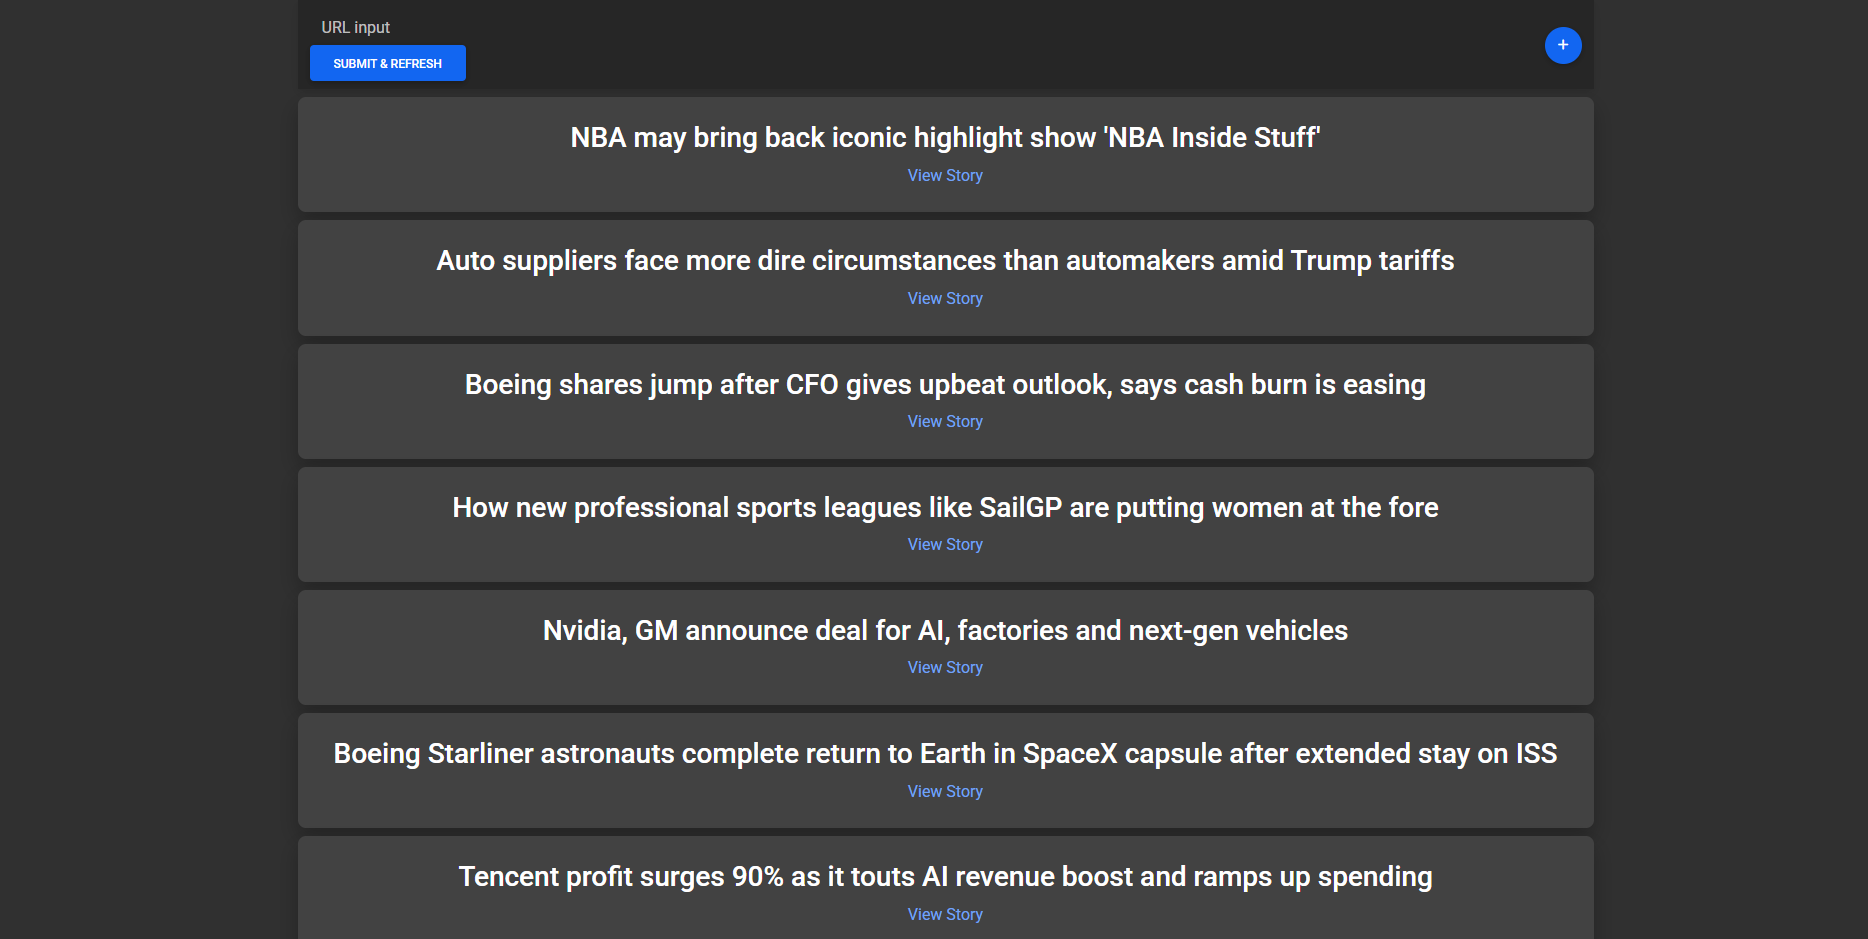 URL input
SUBMIT & REFRESH
+
NBA may bring back iconic highlight show 'NBA Inside Stuff'
View Story
Auto suppliers face more dire circumstances than automakers amid Trump tariffs
View Story
Boeing shares jump after CFO gives upbeat outlook, says cash burn is easing
View Story
How new professional sports leagues like SailGP are putting women at the fore
View Story
Nvidia, GM announce deal for AI, factories and next-gen vehicles
View Story
Boeing Starliner astronauts complete return to Earth in SpaceX capsule after extended stay on ISS
View Story
Tencent profit surges 90% as it touts AI revenue boost and ramps up spending
View Story